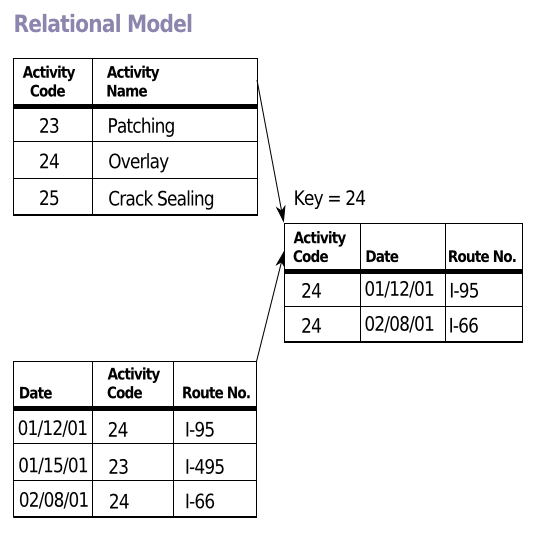 Relational Model
Activity Code Activity Name
23 Patching
24 Overlay
25 Crack Sealing
Key = 24
Activity Code Date Route No.
24 01/12/01 I-95
24 02/08/01 I-66
Date Activity Code Route No.
01/12/01 24 I-95
01/15/01 23 I-495
02/08/01 24 I-66